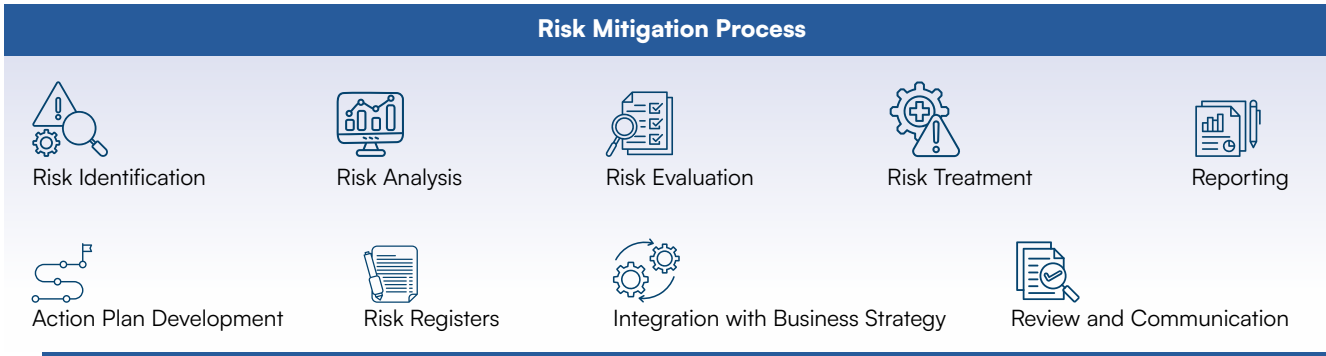 Risk Mitigation Process
Risk Identification
Risk Analysis
Risk Evaluation
Risk Treatment
Reporting
Action Plan Development
Risk Registers
Integration with Business Strategy
Review and Communication